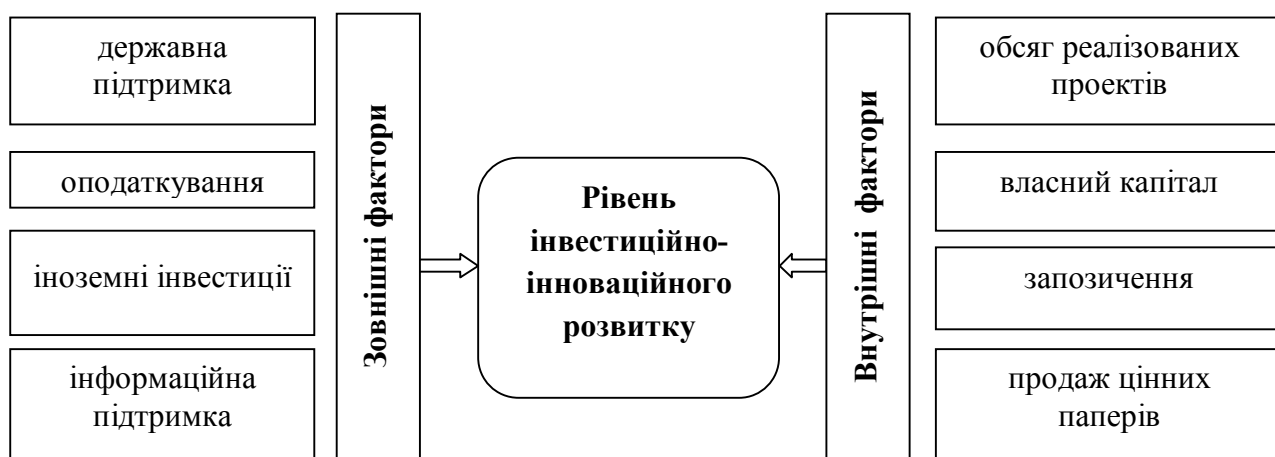 державна
підтримка
оподаткування
іноземні інвестиції
інформаційна
підтримка
Зовнішні фактори
Рівень
інвестиційно-
інноваційного
розвитку
Внутрішні фактори
обсяг реалізованих
проектів
власний капітал
запозичення
продаж цінних
паперів